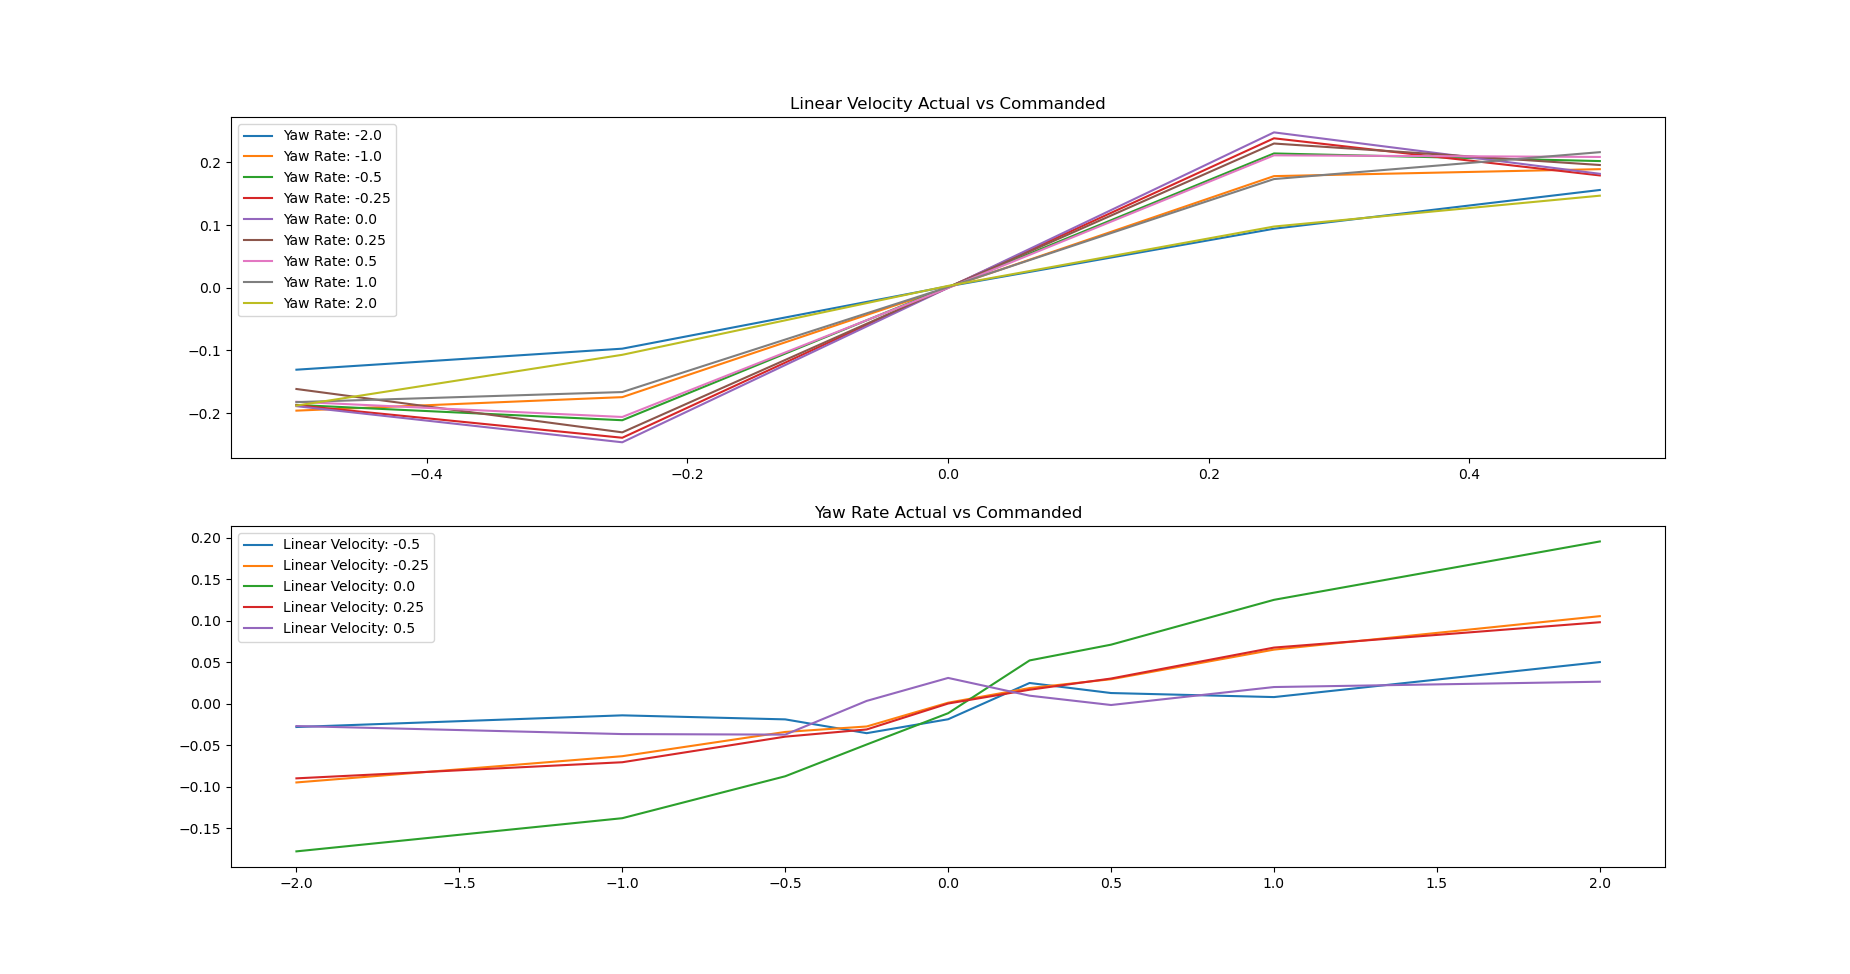 Linear Velocity Actual vs Commanded
Yaw Rate: -2.0
Yaw Rate: -1.0
Yaw Rate: -0.5
Yaw Rate: -0.25
Yaw Rate: 0.0
Yaw Rate: 0.25
Yaw Rate: 0.5
Yaw Rate: 1.0
Yaw Rate: 2.0
0.2
0.1
0.0
−0.1
−0.2
−0.4 −0.2 0.0 0.2 0.4
Yaw Rate Actual vs Commanded
Linear Velocity: -0.5
Linear Velocity: -0.25
Linear Velocity: 0.0
Linear Velocity: 0.25
Linear Velocity: 0.5
0.20
0.15
0.10
0.05
0.00
−0.05
−0.10
−0.15
−2.0 −1.5 −1.0 −0.5 0.0 0.5 1.0 1.5 2.0